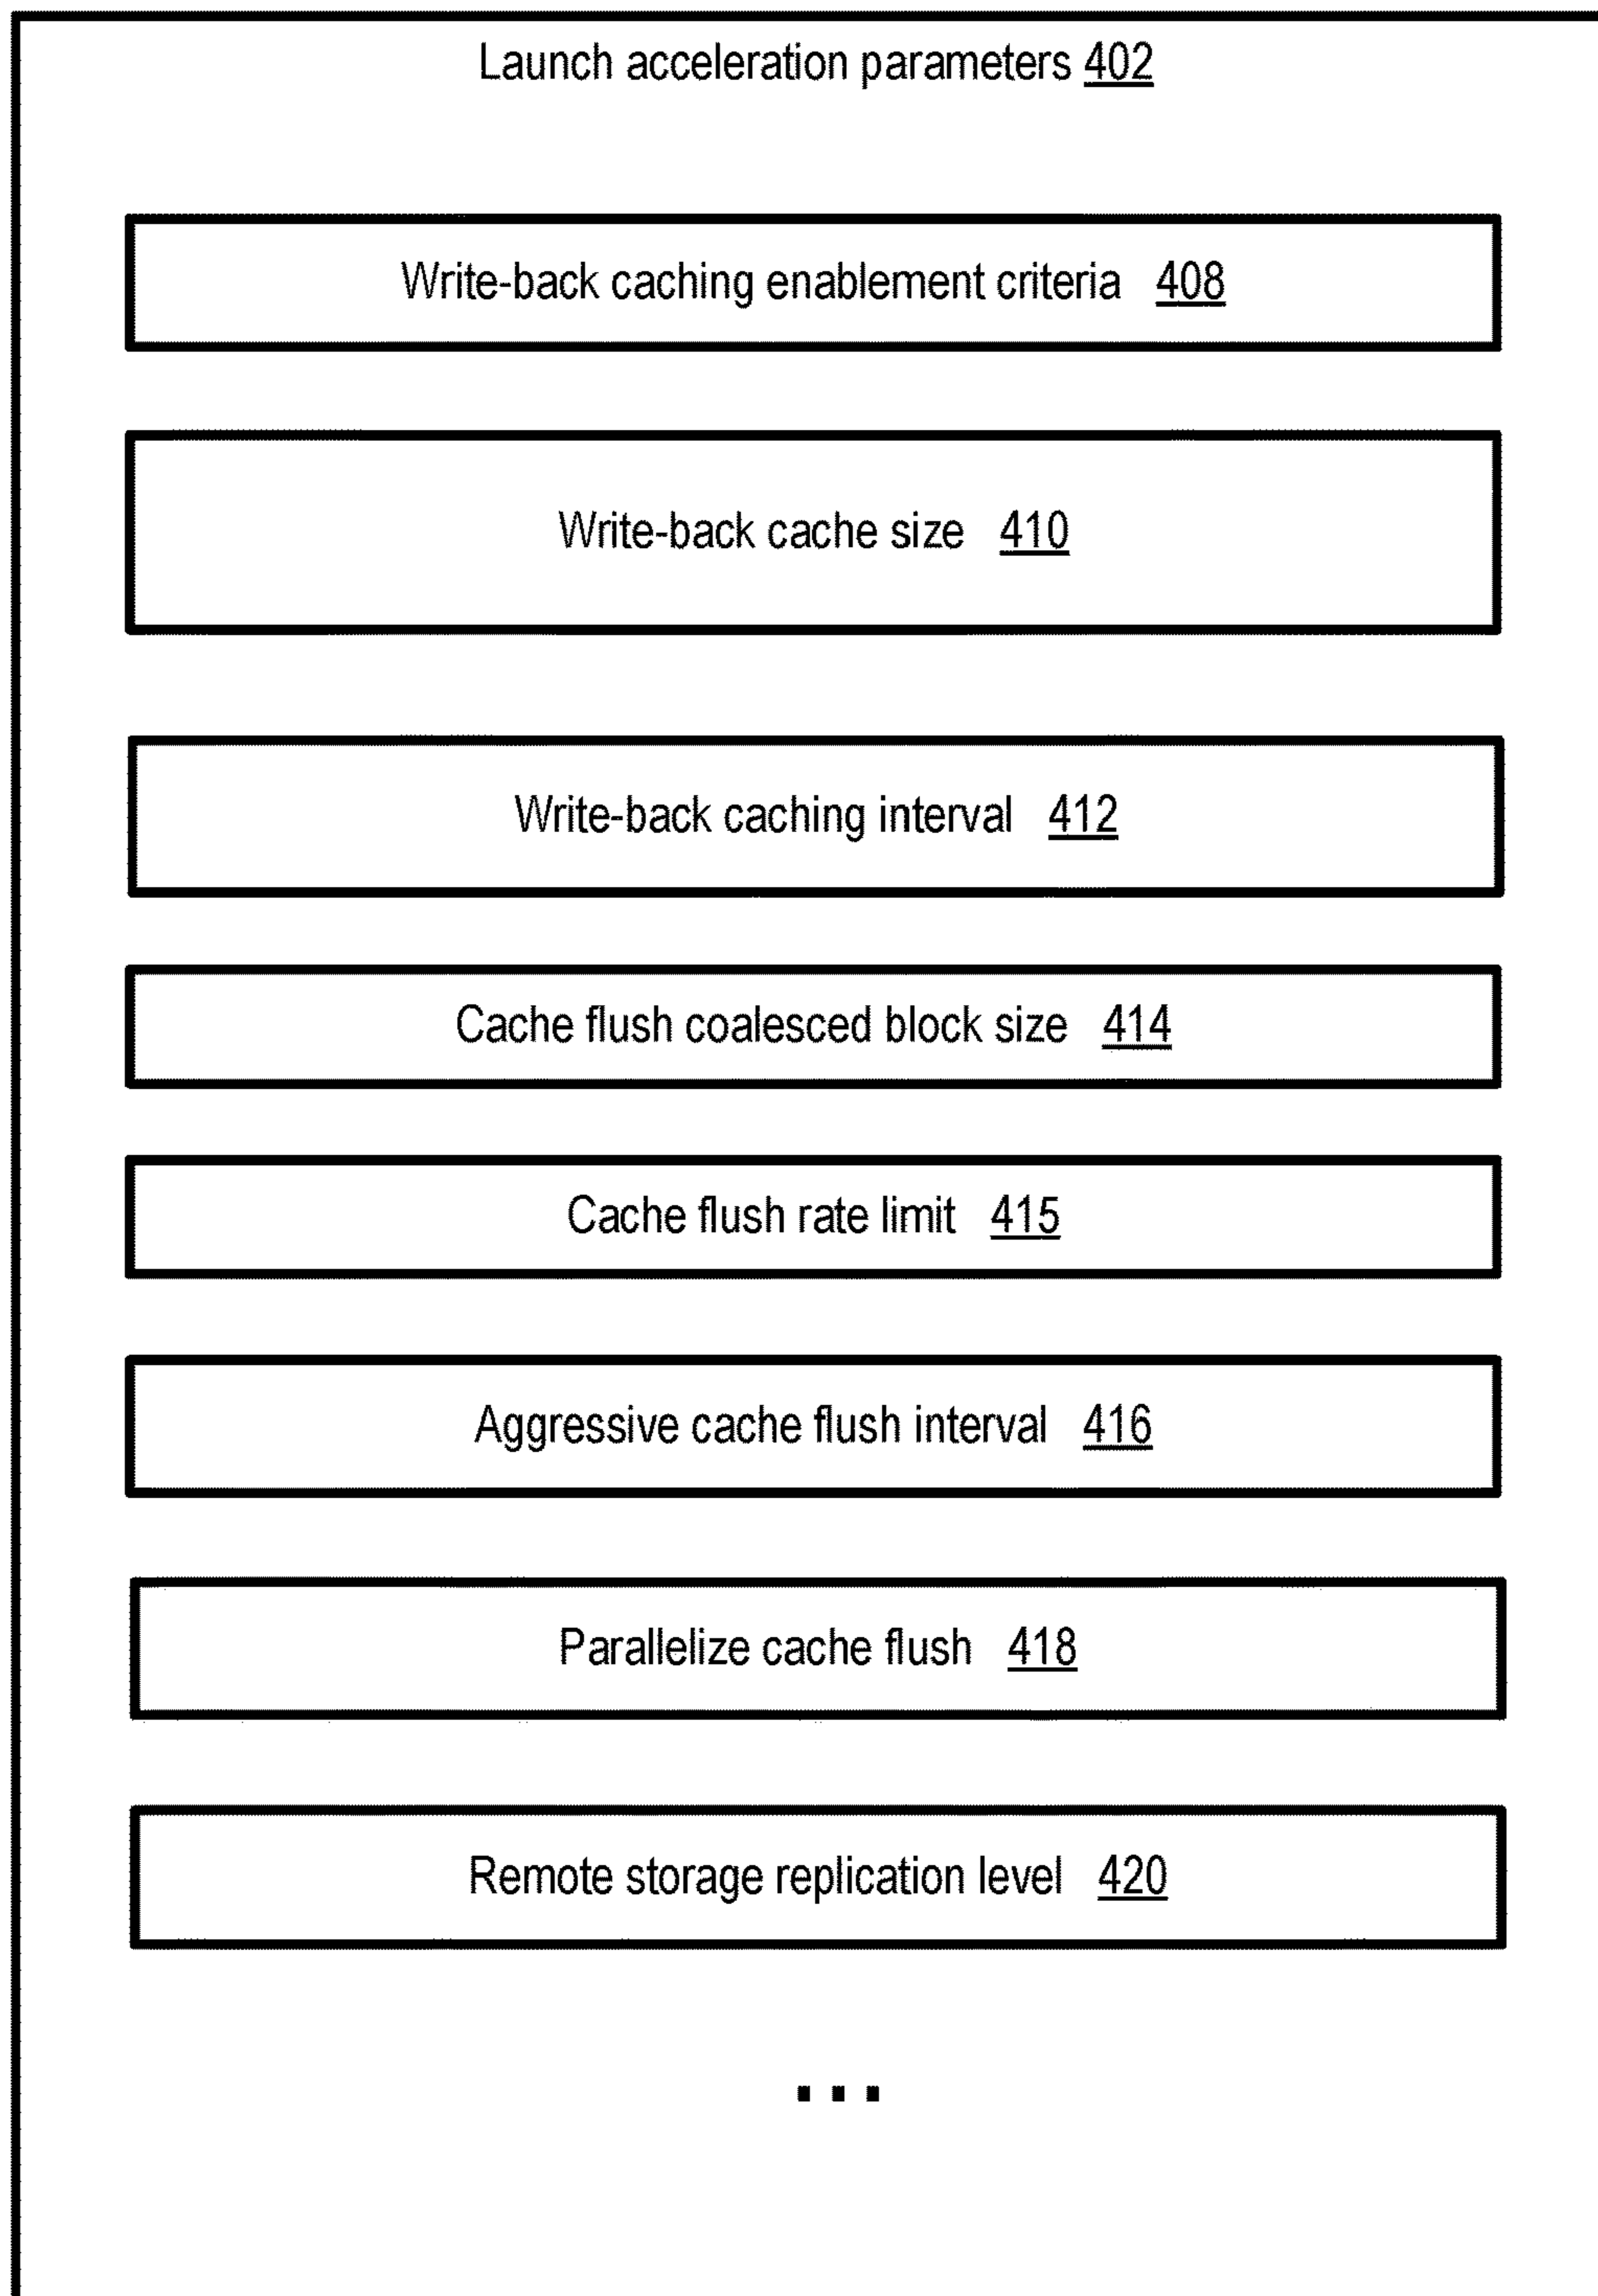 Launch acceleration parameters 402
Write-back caching enablement criteria 408
Write-back cache size 410
Write-back caching interval 412
Cache flush coalesced block size 414
Cache flush rate limit 415
Aggressive cache flush interval 416
Parallelize cache flush 418
Remote storage replication level 420
...